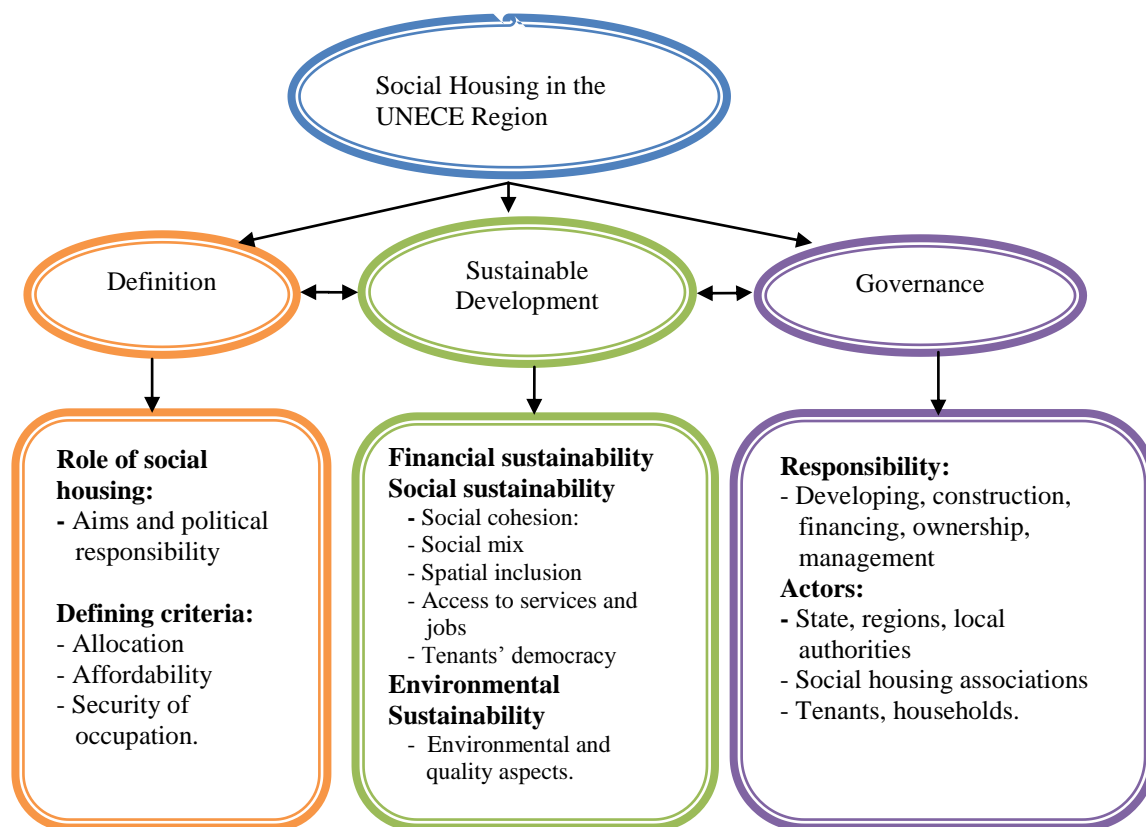 Social Housing in the
UNECE Region
Definition
Sustainable
Development
Governance
Role of social
housing:
- Aims and political
responsibility
Defining criteria:
- Allocation
- Affordability
- Security of
occupation.
Financial sustainability
Social sustainability
- Social cohesion:
- Social mix
- Spatial inclusion
- Access to services and
jobs
- Tenants’ democracy
Environmental
Sustainability
- Environmental and
quality aspects.
Responsibility:
- Developing, construction,
financing, ownership,
management
Actors:
- State, regions, local
authorities
- Social housing associations
- Tenants, households.